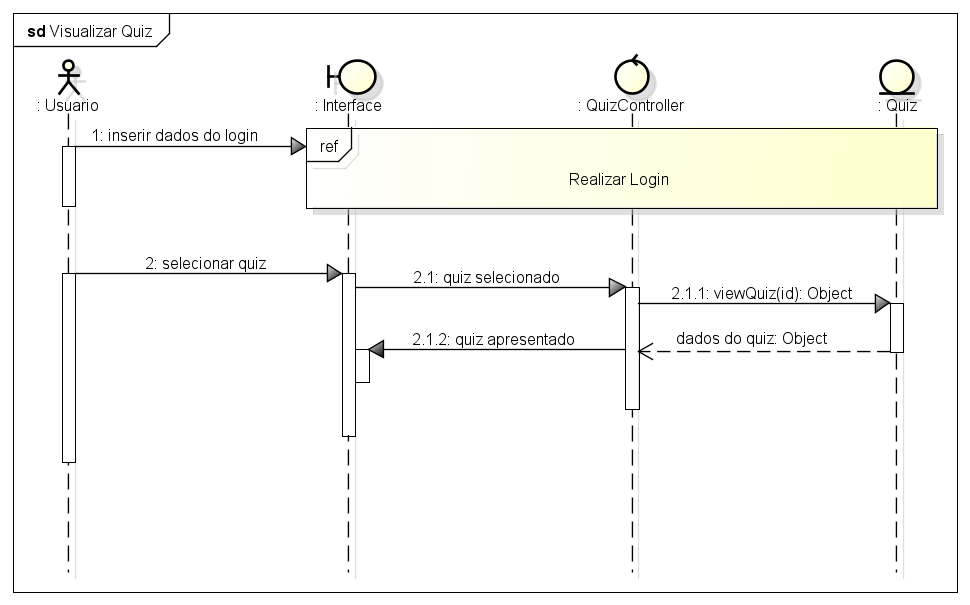 sd Visualizar Quiz
: Usuario
: Interface
: QuizController
: Quiz
1: inserir dados do login
ref
Realizar Login
2: selecionar quiz
2.1: quiz selecionado
2.1.1: viewQuiz(id): Object
2.1.2: quiz apresentado
dados do quiz: Object